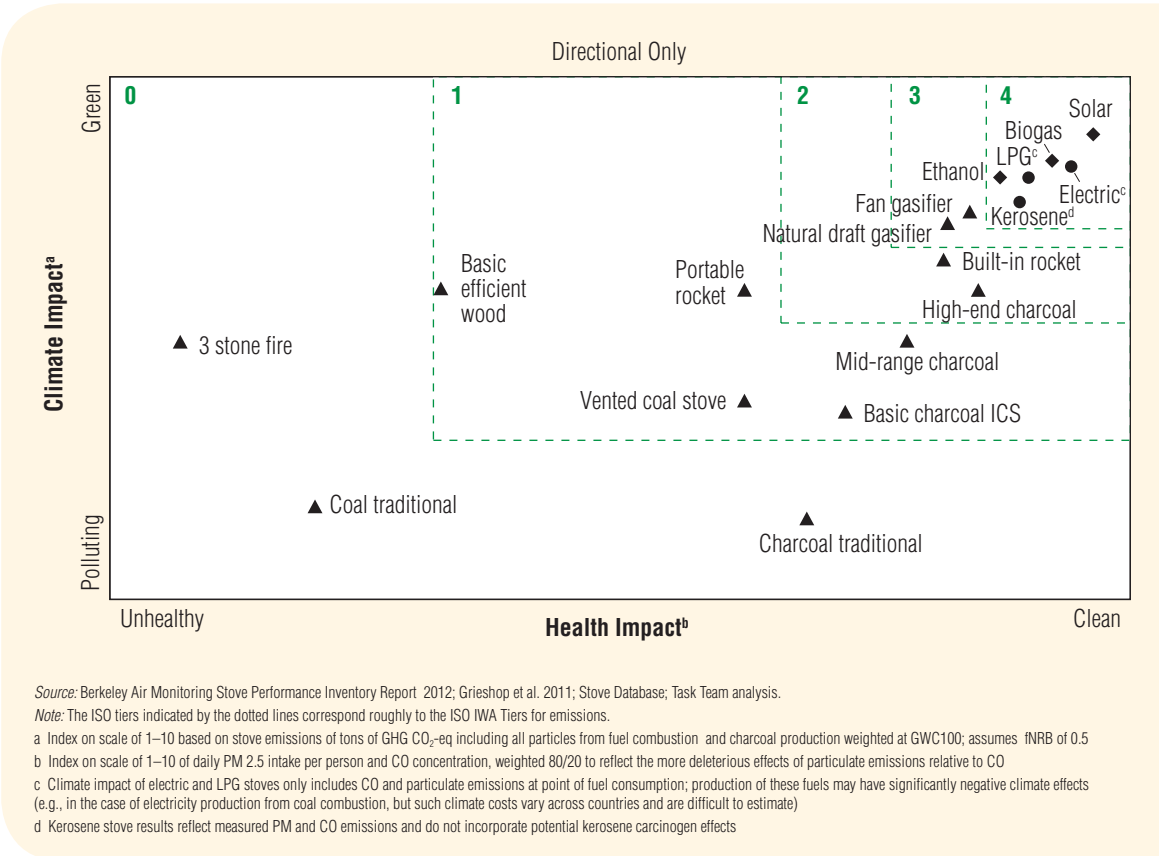 Directional Only
Green
0
1
2
3
4
Solar
Biogas
LPGᶜ
Ethanol
Electricᶜ
Fan gasifier
Keroseneᵈ
Natural draft gasifier
Basic
efficient
wood
Portable
rocket
Built-in rocket
High-end charcoal
3 stone fire
Mid-range charcoal
Vented coal stove
Basic charcoal ICS
Coal traditional
Charcoal traditional
Climate Impactᵃ
Polluting
Unhealthy
Health Impactᵇ
Clean
Source: Berkeley Air Monitoring Stove Performance Inventory Report 2012; Grieshop et al. 2011; Stove Database; Task Team analysis.
Note: The ISO tiers indicated by the dotted lines correspond roughly to the ISO IWA Tiers for emissions.
a Index on scale of 1–10 based on stove emissions of tons of GHG CO₂-eq including all particles from fuel combustion and charcoal production weighted at GWC100; assumes fNRB of 0.5
b Index on scale of 1–10 of daily PM 2.5 intake per person and CO concentration, weighted 80/20 to reflect the more deleterious effects of particulate emissions relative to CO
c Climate impact of electric and LPG stoves only includes CO and particulate emissions at point of fuel consumption; production of these fuels may have significantly negative climate effects
(e.g., in the case of electricity production from coal combustion, but such climate costs vary across countries and are difficult to estimate)
d Kerosene stove results reflect measured PM and CO emissions and do not incorporate potential kerosene carcinogen effects